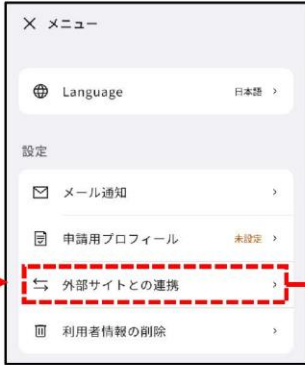 メニュー
Language 日本語
設定
メール通知
申請用プロフィール 未設定
外部サイトとの連携
利用者情報の削除